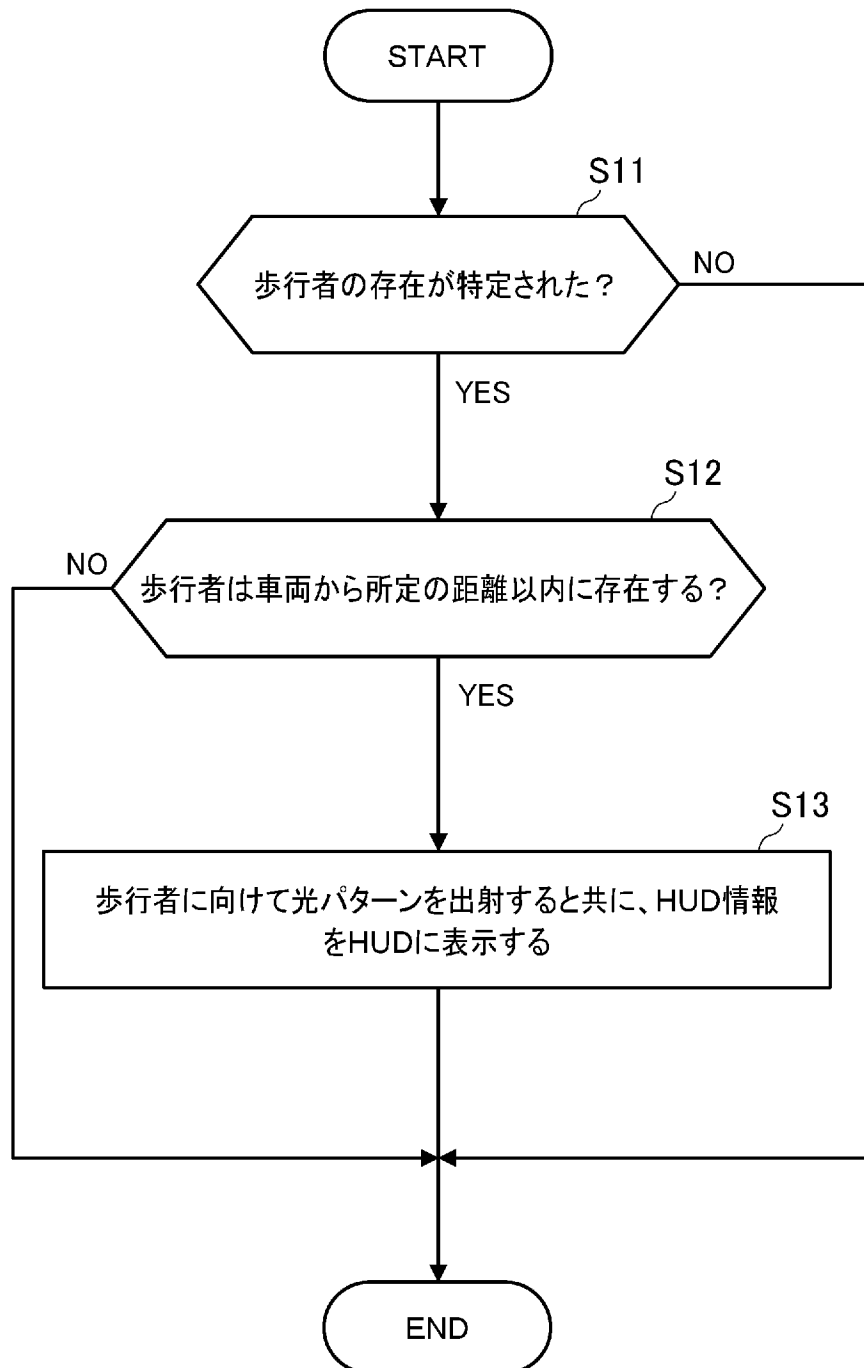 START
S11
歩行者の存在が特定された？
NO
YES
S12
NO
歩行者は車両から所定の距離以内に存在する？
YES
S13
歩行者に向けて光パターンを出射すると共に、HUD情報
をHUDに表示する
END